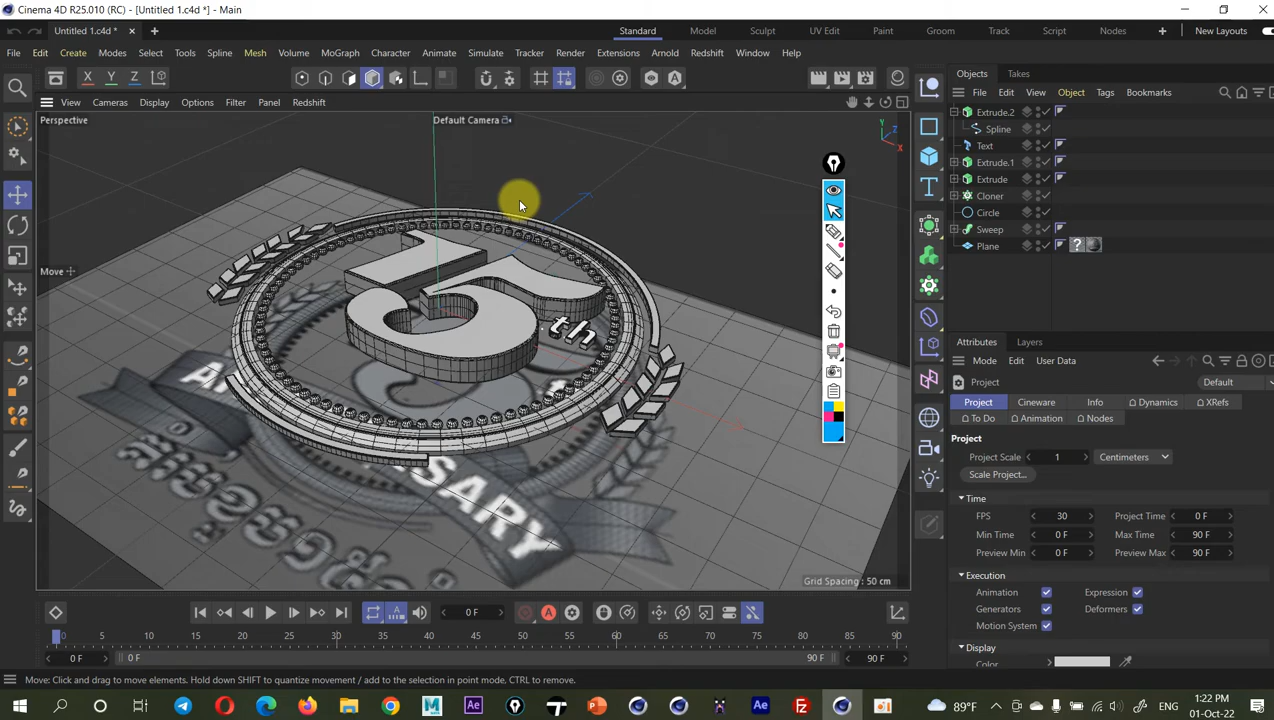 Cinema 4D R25.010 (RC) - [Untitled 1.c4d *] - Main
Untitled 1.c4d *
Standard Model Sculpt UV Edit Paint Groom Track Script Nodes New Layouts
File Edit Create Modes Select Tools Spline Mesh Volume MoGraph Character Animate Simulate Tracker Render Extensions Arnold Redshift Window Help
X Y Z
Objects Takes
View Cameras Display Options Filter Panel Redshift
File Edit View Object Tags Bookmarks
Perspective
Default Camera
Y
Z
X
Extrude.2
Spline
Text
Extrude.1
Extrude
Cloner
Circle
Sweep
Plane
?
Move
15
th
SARY
Grid Spacing : 50 cm
Attributes Layers
Mode Edit User Data
Project
Default
Project Cineware Info Dynamics XRefs
To Do Animation Nodes
Project
Project Scale 1 Centimeters
Scale Project...
Time
FPS 30 Project Time 0 F
Min Time 0 F Max Time 90 F
Preview Min 0 F Preview Max 90 F
Execution
Animation Expression
Generators Deformers
Motion System
Display
Color
0 F
0 5 10 15 20 25 30 35 40 45 50 55 60 65 70 75 80 85 90
0 F 0 F 90 F 90 F
Move: Click and drag to move elements. Hold down SHIFT to quantize movement / add to the selection in point mode, CTRL to remove.
89°F
ENG
1:22 PM
01-Oct-22